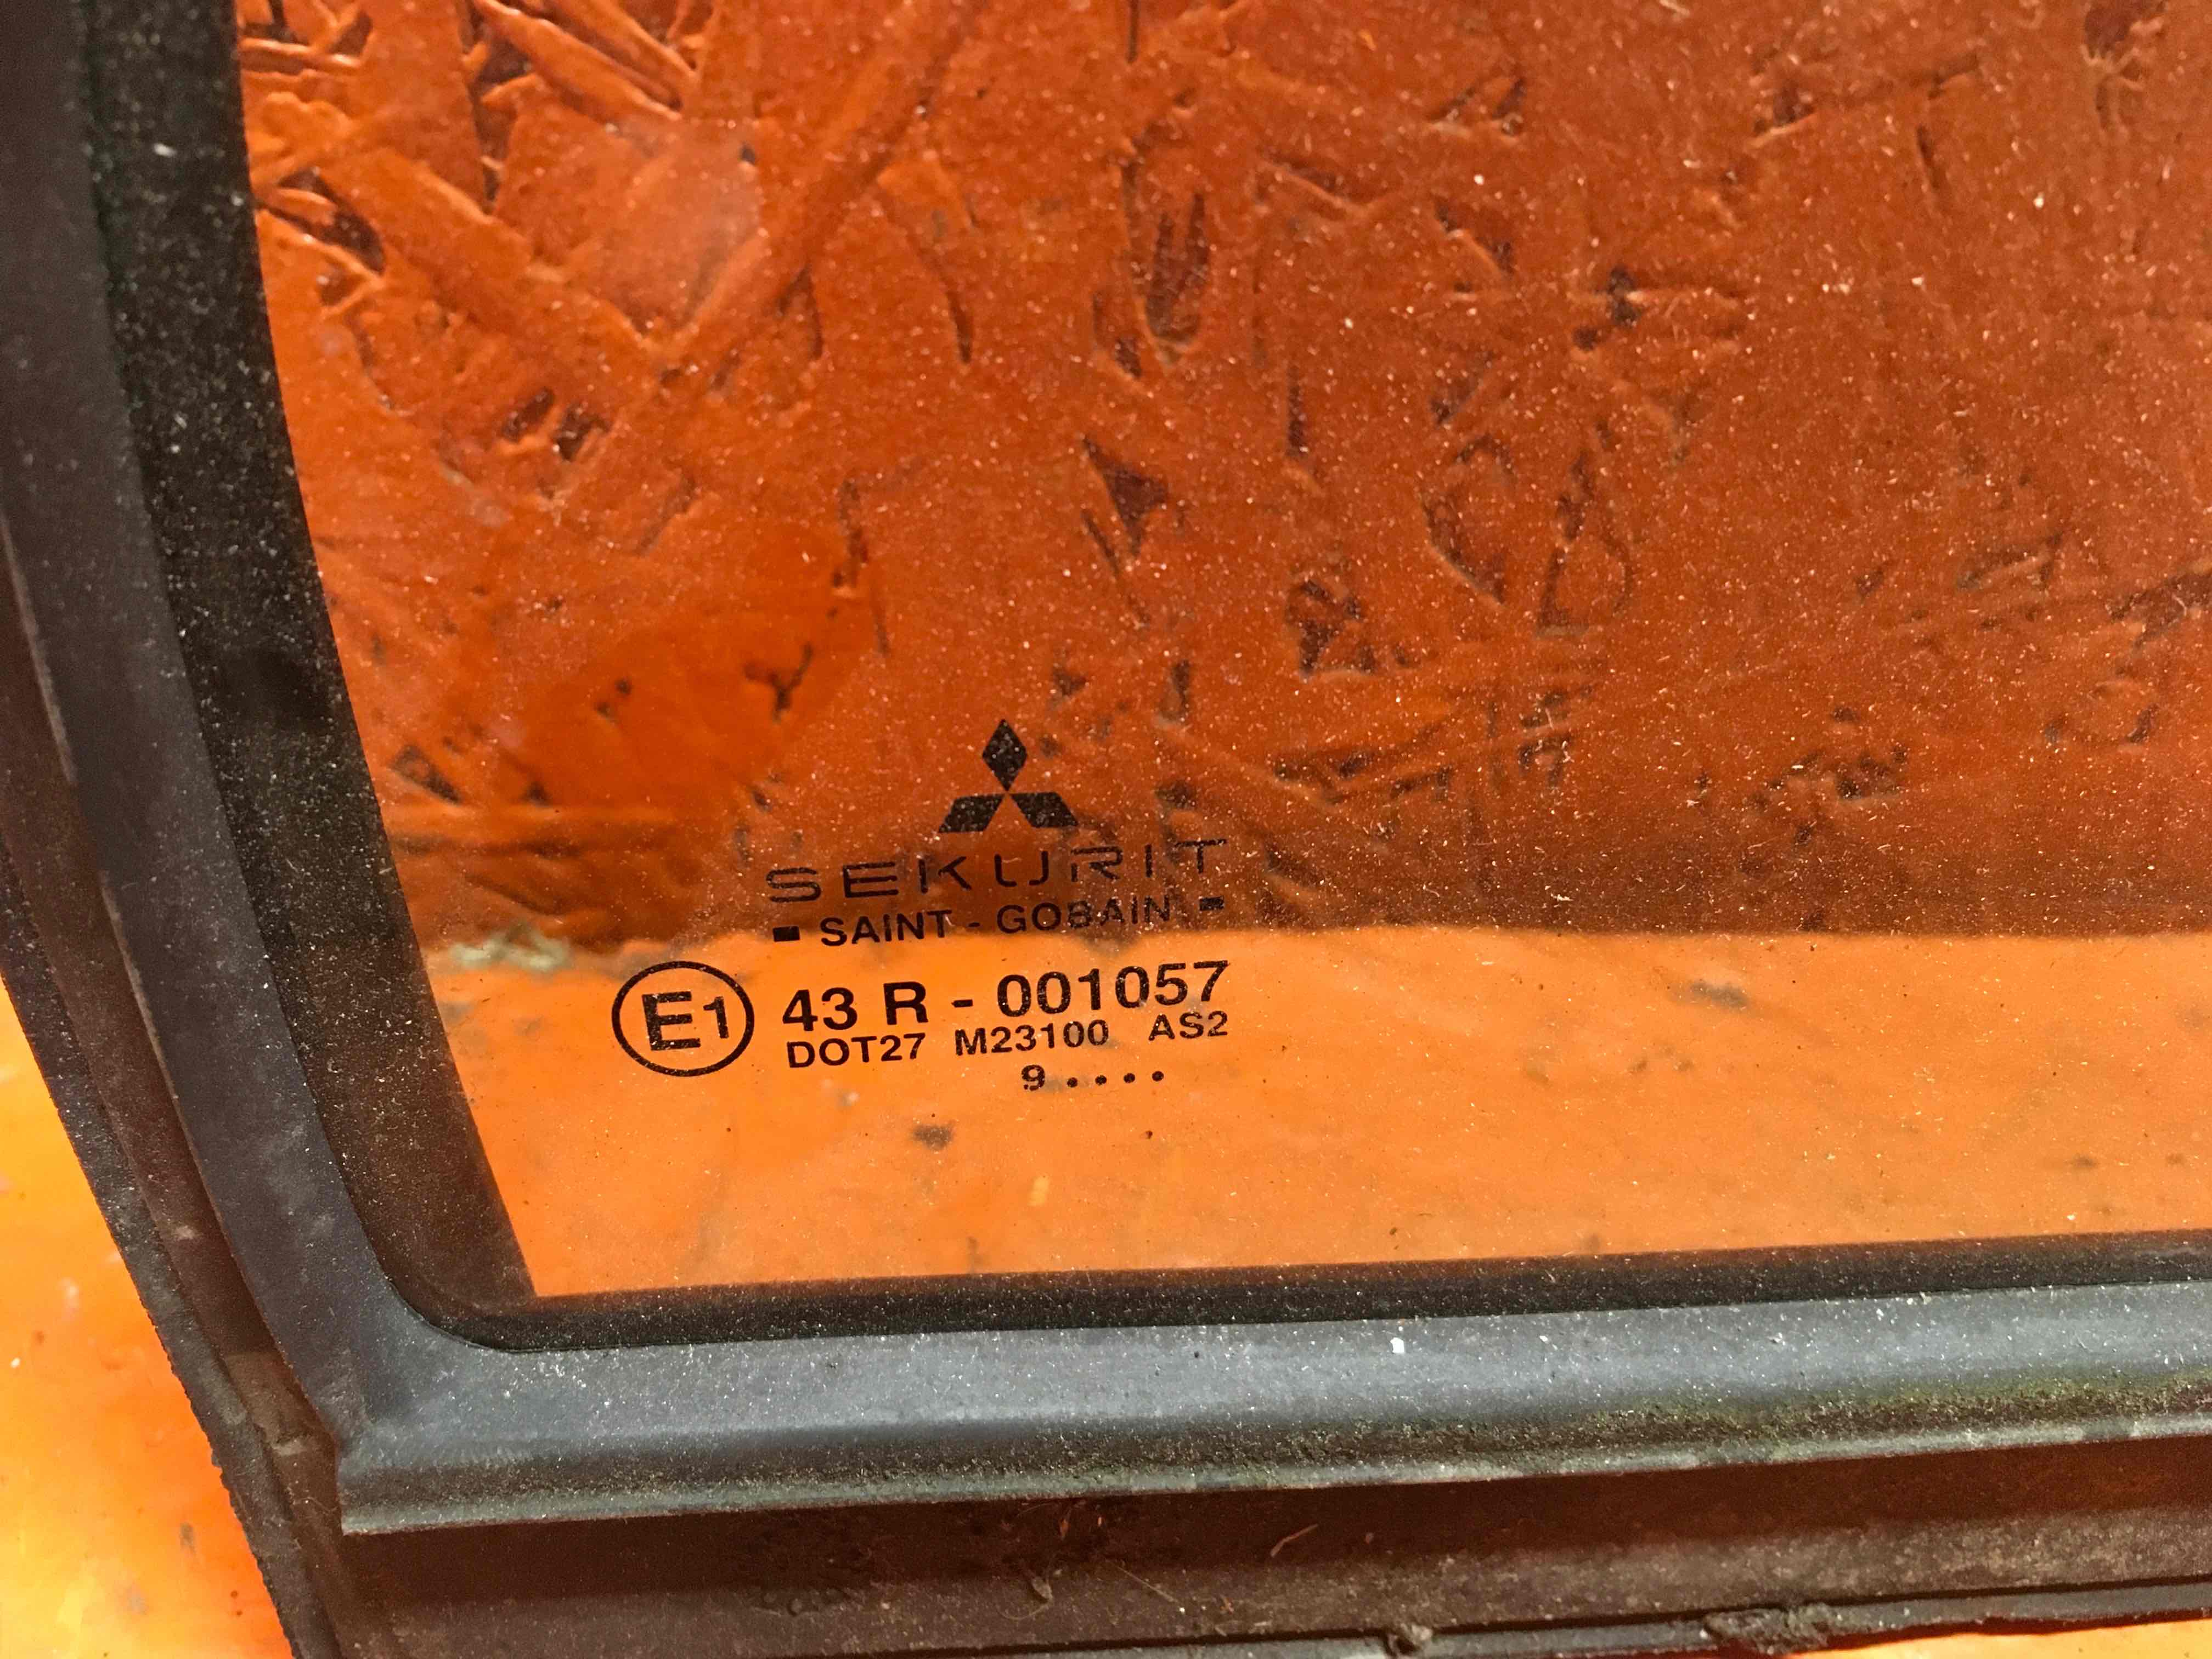 SEKURIT
- SAINT - GOBAIN -
E1 43 R - 001057
DOT27 M23100 AS2
9 ....